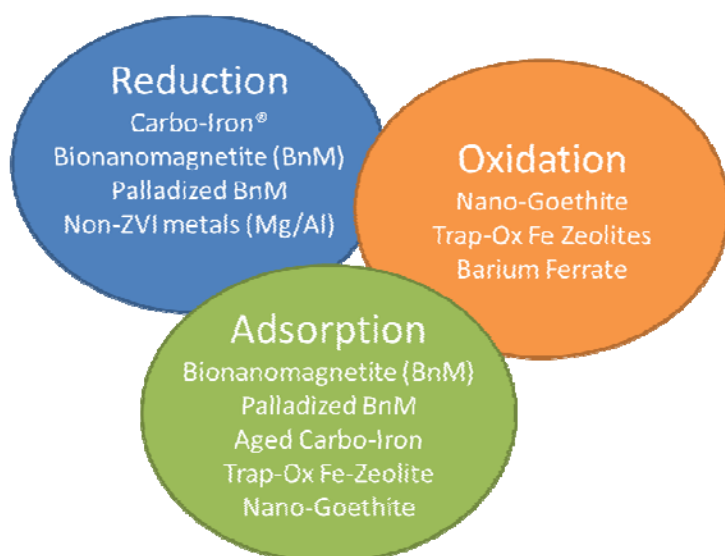 Reduction
Carbo-Iron®
Bionanomagnetite (BnM)
Palladized BnM
Non-ZVI metals (Mg/Al)
Oxidation
Nano-Goethite
Trap-Ox Fe Zeolites
Barium Ferrate
Adsorption
Bionanomagnetite (BnM)
Palladized BnM
Aged Carbo-Iron
Trap-Ox Fe-Zeolite
Nano-Goethite